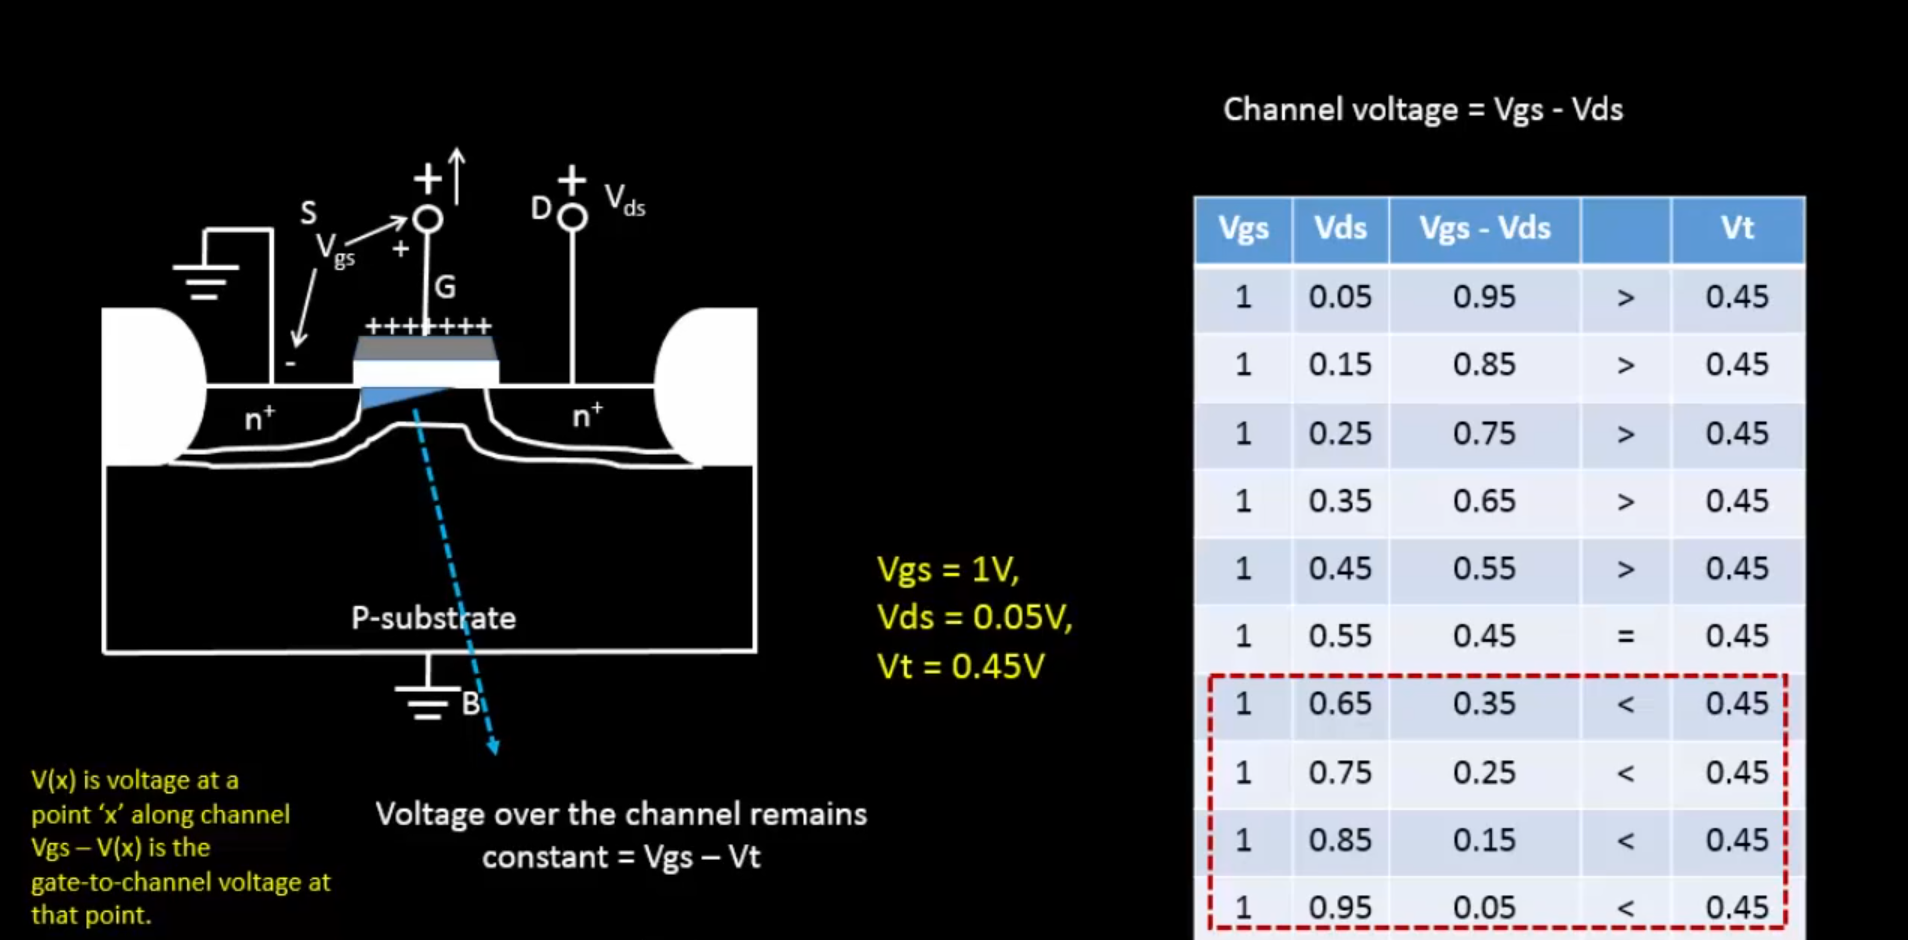 Channel voltage = Vgs - Vds
+
+
S
D
Vds
Vgs
+
G
+++++++
-
n+
n+
P-substrate
B
Vgs = 1V,
Vds = 0.05V,
Vt = 0.45V
V(x) is voltage at a
point ‘x’ along channel
Vgs – V(x) is the
gate-to-channel voltage at
that point.
Voltage over the channel remains
constant = Vgs – Vt
Vgs Vds Vgs - Vds Vt
1 0.05 0.95 > 0.45
1 0.15 0.85 > 0.45
1 0.25 0.75 > 0.45
1 0.35 0.65 > 0.45
1 0.45 0.55 > 0.45
1 0.55 0.45 = 0.45
1 0.65 0.35 < 0.45
1 0.75 0.25 < 0.45
1 0.85 0.15 < 0.45
1 0.95 0.05 < 0.45